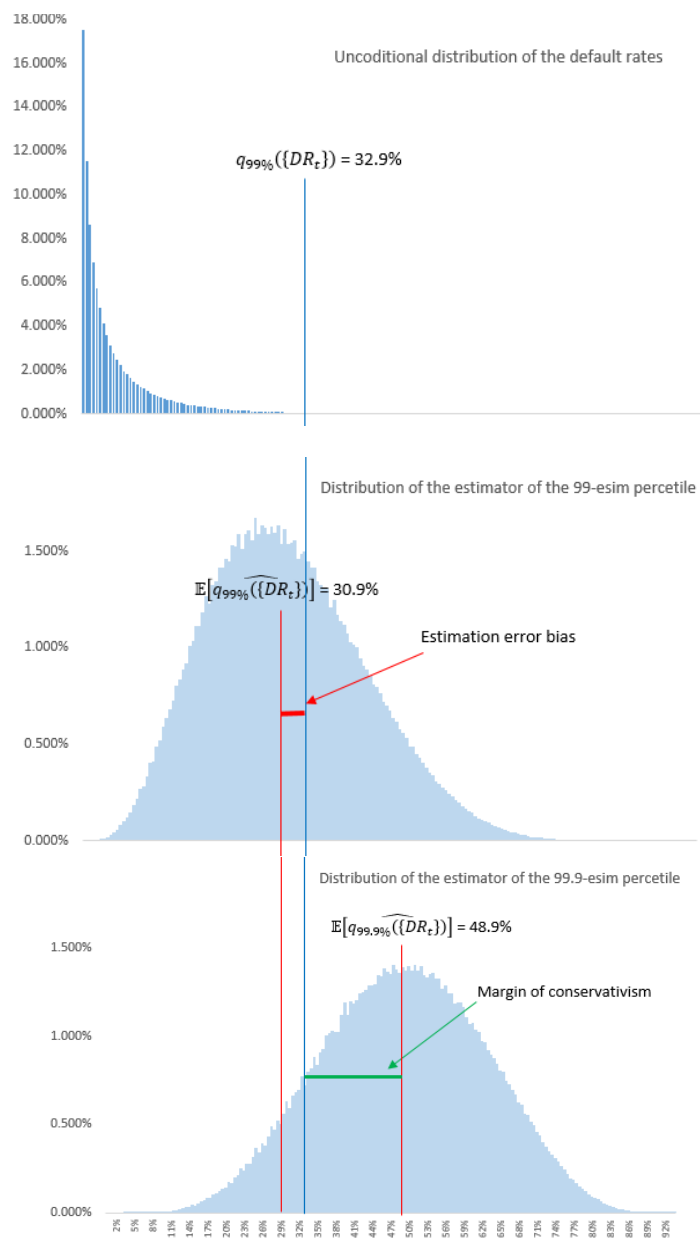 18.000%
Uncoditional distribution of the default rates
16.000%
14.000%
12.000%
q99%({DRt}) = 32.9%
10.000%
8.000%
6.000%
4.000%
2.000%
0.000%
Distribution of the estimator of the 99-esim percetile
1.500%
𝔼[q99%({DRt})] = 30.9%
Estimation error bias
1.000%
0.500%
0.000%
Distribution of the estimator of the 99.9-esim percetile
𝔼[q99.9%({DRt})] = 48.9%
1.500%
Margin of conservativism
1.000%
0.500%
0.000%
2% 5% 8% 11% 14% 17% 20% 23% 26% 29% 32% 35% 38% 41% 44% 47% 50% 53% 56% 59% 62% 65% 68% 71% 74% 77% 80% 83% 86% 89% 92%